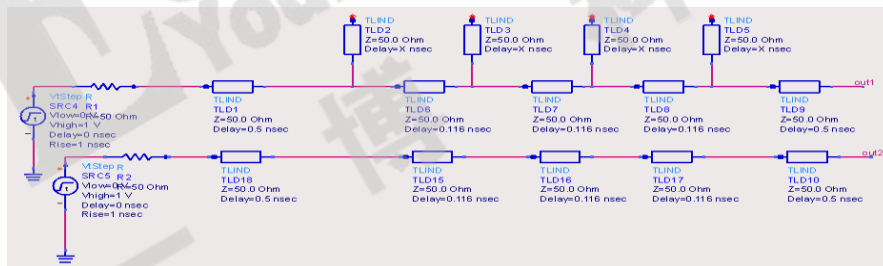 TLIND
TLD2
Z=50.0 Ohm
Delay=X nsec
TLIND
TLD3
Z=50.0 Ohm
Delay=X nsec
TLIND
TLD4
Z=50.0 Ohm
Delay=X nsec
TLIND
TLD5
Z=50.0 Ohm
Delay=X nsec
out1
VtStep
SRC4
Vlow=0 V
Vhigh=1 V
Delay=0 nsec
Rise=1 nsec
R
R1
R=50 Ohm
TLIND
TLD1
Z=50.0 Ohm
Delay=0.5 nsec
TLIND
TLD6
Z=50.0 Ohm
Delay=0.116 nsec
TLIND
TLD7
Z=50.0 Ohm
Delay=0.116 nsec
TLIND
TLD8
Z=50.0 Ohm
Delay=0.116 nsec
TLIND
TLD9
Z=50.0 Ohm
Delay=0.5 nsec
out2
VtStep
SRC5
Vlow=0 V
Vhigh=1 V
Delay=0 nsec
Rise=1 nsec
R
R2
R=50 Ohm
TLIND
TLD18
Z=50.0 Ohm
Delay=0.5 nsec
TLIND
TLD15
Z=50.0 Ohm
Delay=0.116 nsec
TLIND
TLD16
Z=50.0 Ohm
Delay=0.116 nsec
TLIND
TLD17
Z=50.0 Ohm
Delay=0.116 nsec
TLIND
TLD10
Z=50.0 Ohm
Delay=0.5 nsec
You
博